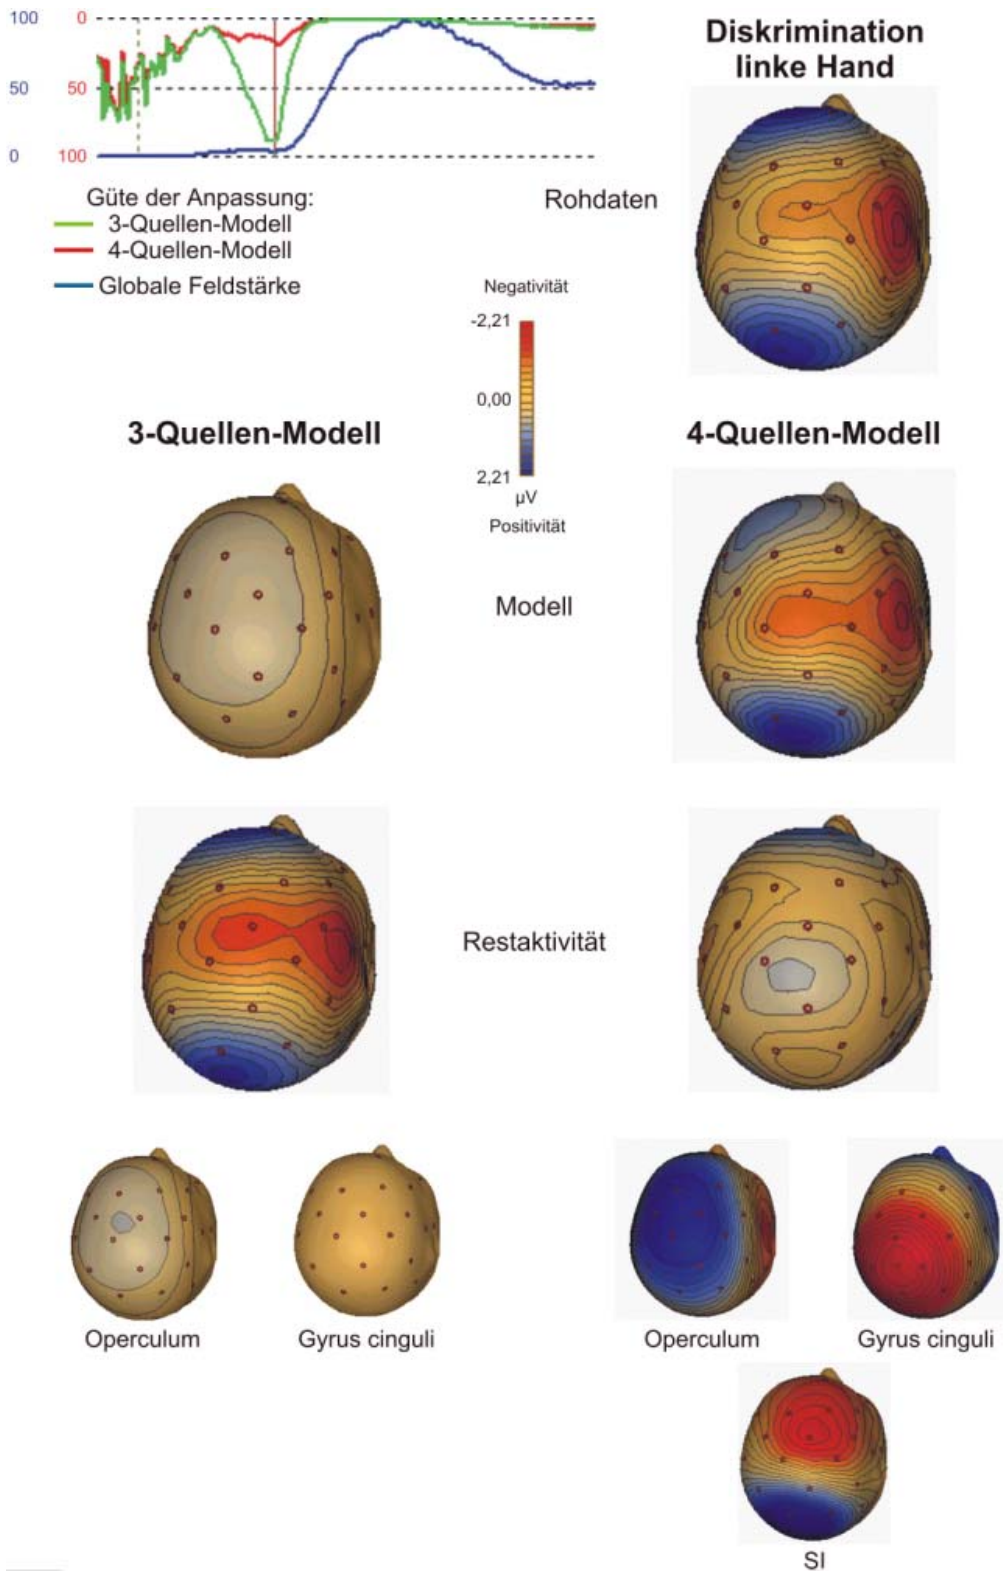 100 0
50 50
0 100
Güte der Anpassung:
3-Quellen-Modell
4-Quellen-Modell
Globale Feldstärke
Diskrimination
linke Hand
Rohdaten
Negativität
-2,21
0,00
2,21
µV
Positivität
3-Quellen-Modell
4-Quellen-Modell
Modell
Restaktivität
Operculum
Gyrus cinguli
Operculum
Gyrus cinguli
SI